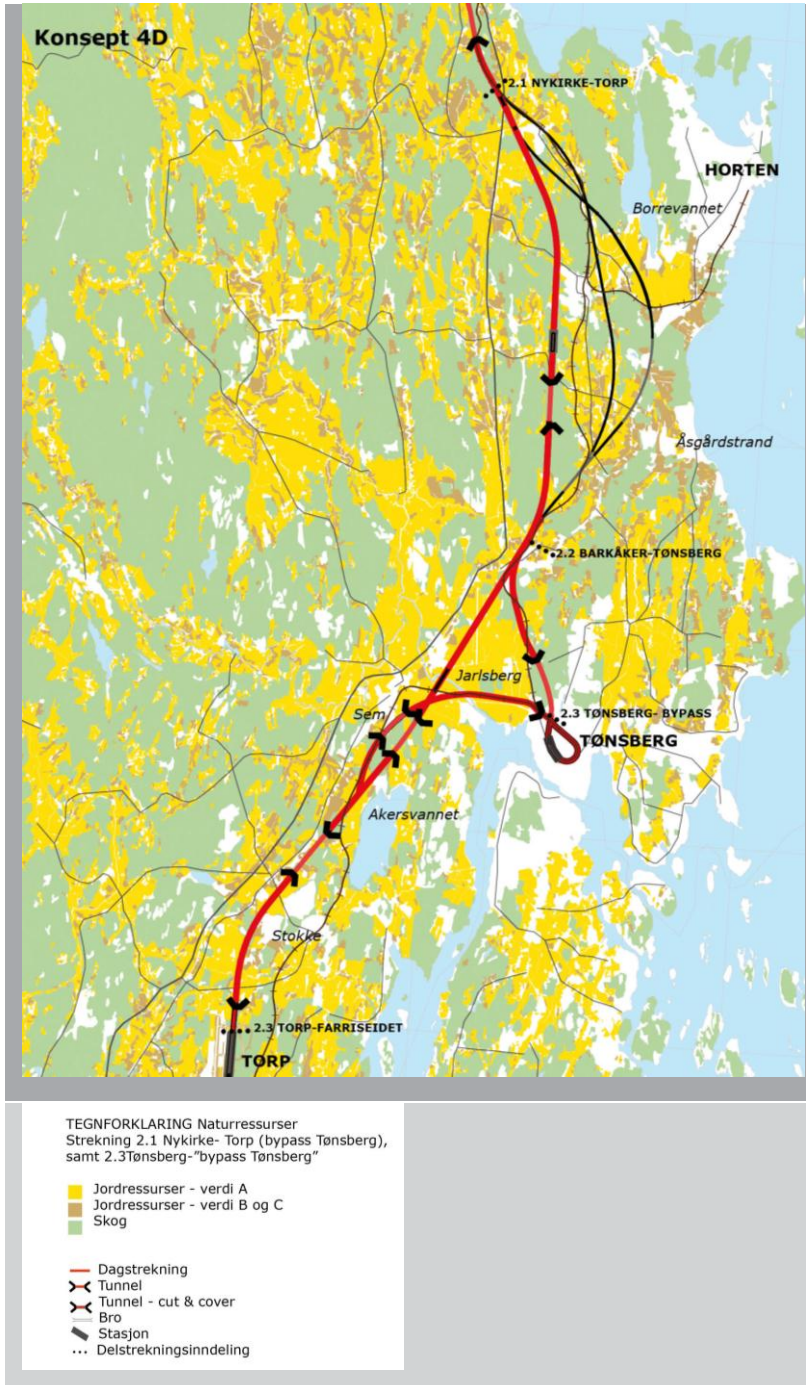 Konsept 4D
2.1 NYKIRKE-TORP
HORTEN
Borrevannet
Åsgårdstrand
2.2 BARKÅKER-TØNSBERG
Jarlsberg
Sem
2.3 TØNSBERG- BYPASS
TØNSBERG
Akersvannet
Stokke
2.3 TORP-FARRISEIDET
TORP
TEGNFORKLARING Naturressurser
Strekning 2.1 Nykirke- Torp (bypass Tønsberg),
samt 2.3Tønsberg-”bypass Tønsberg”
Jordressurser - verdi A
Jordressurser - verdi B og C
Skog
Dagstrekning
Tunnel
Tunnel - cut & cover
Bro
Stasjon
Delstrekningsinndeling